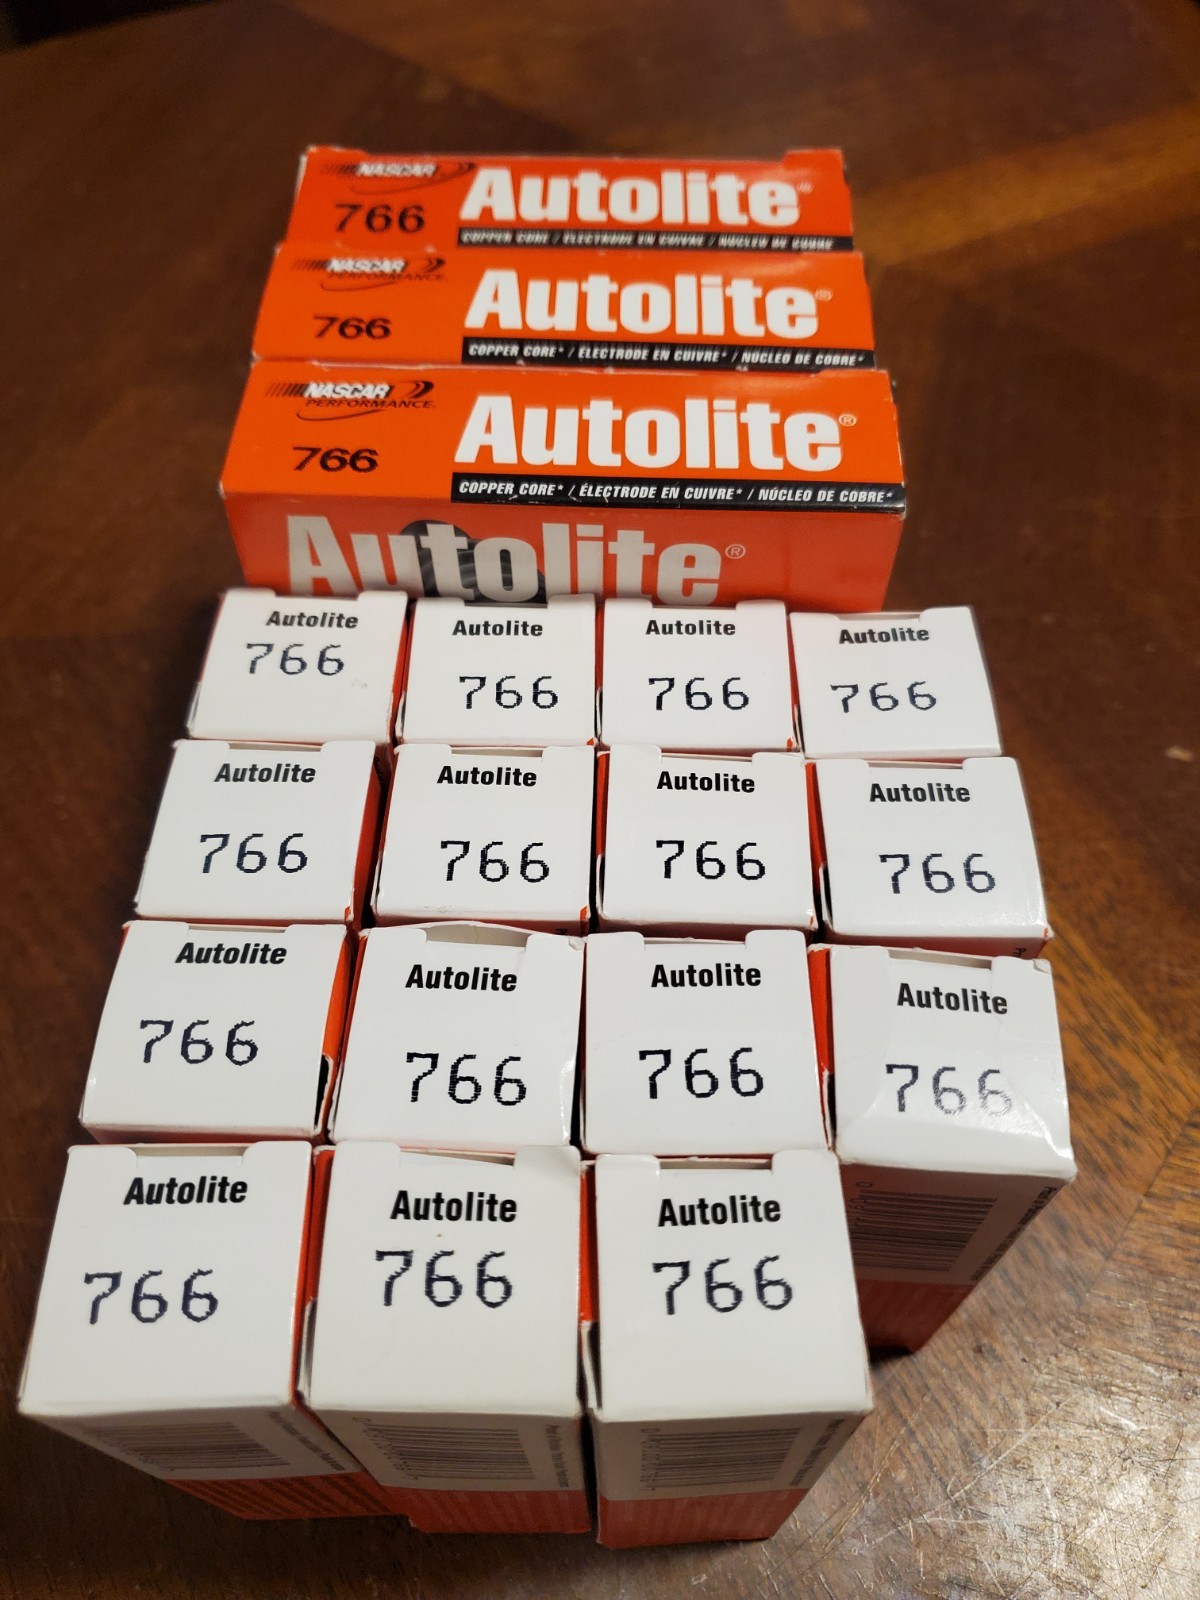 NASCAR
766
Autolite
COPPER CORE* / ÉLECTRODE EN CUIVRE* / NÚCLEO DE COBRE*
NASCAR
PERFORMANCE
766
Autolite®
COPPER CORE* / ÉLECTRODE EN CUIVRE* / NÚCLEO DE COBRE*
NASCAR
PERFORMANCE
766
Autolite®
COPPER CORE* / ÉLECTRODE EN CUIVRE* / NÚCLEO DE COBRE*
Autolite®
Autolite Autolite Autolite Autolite
766 766 766 766
Autolite Autolite Autolite Autolite
766 766 766 766
Autolite Autolite Autolite Autolite
766 766 766 766
Autolite Autolite Autolite
766 766 766